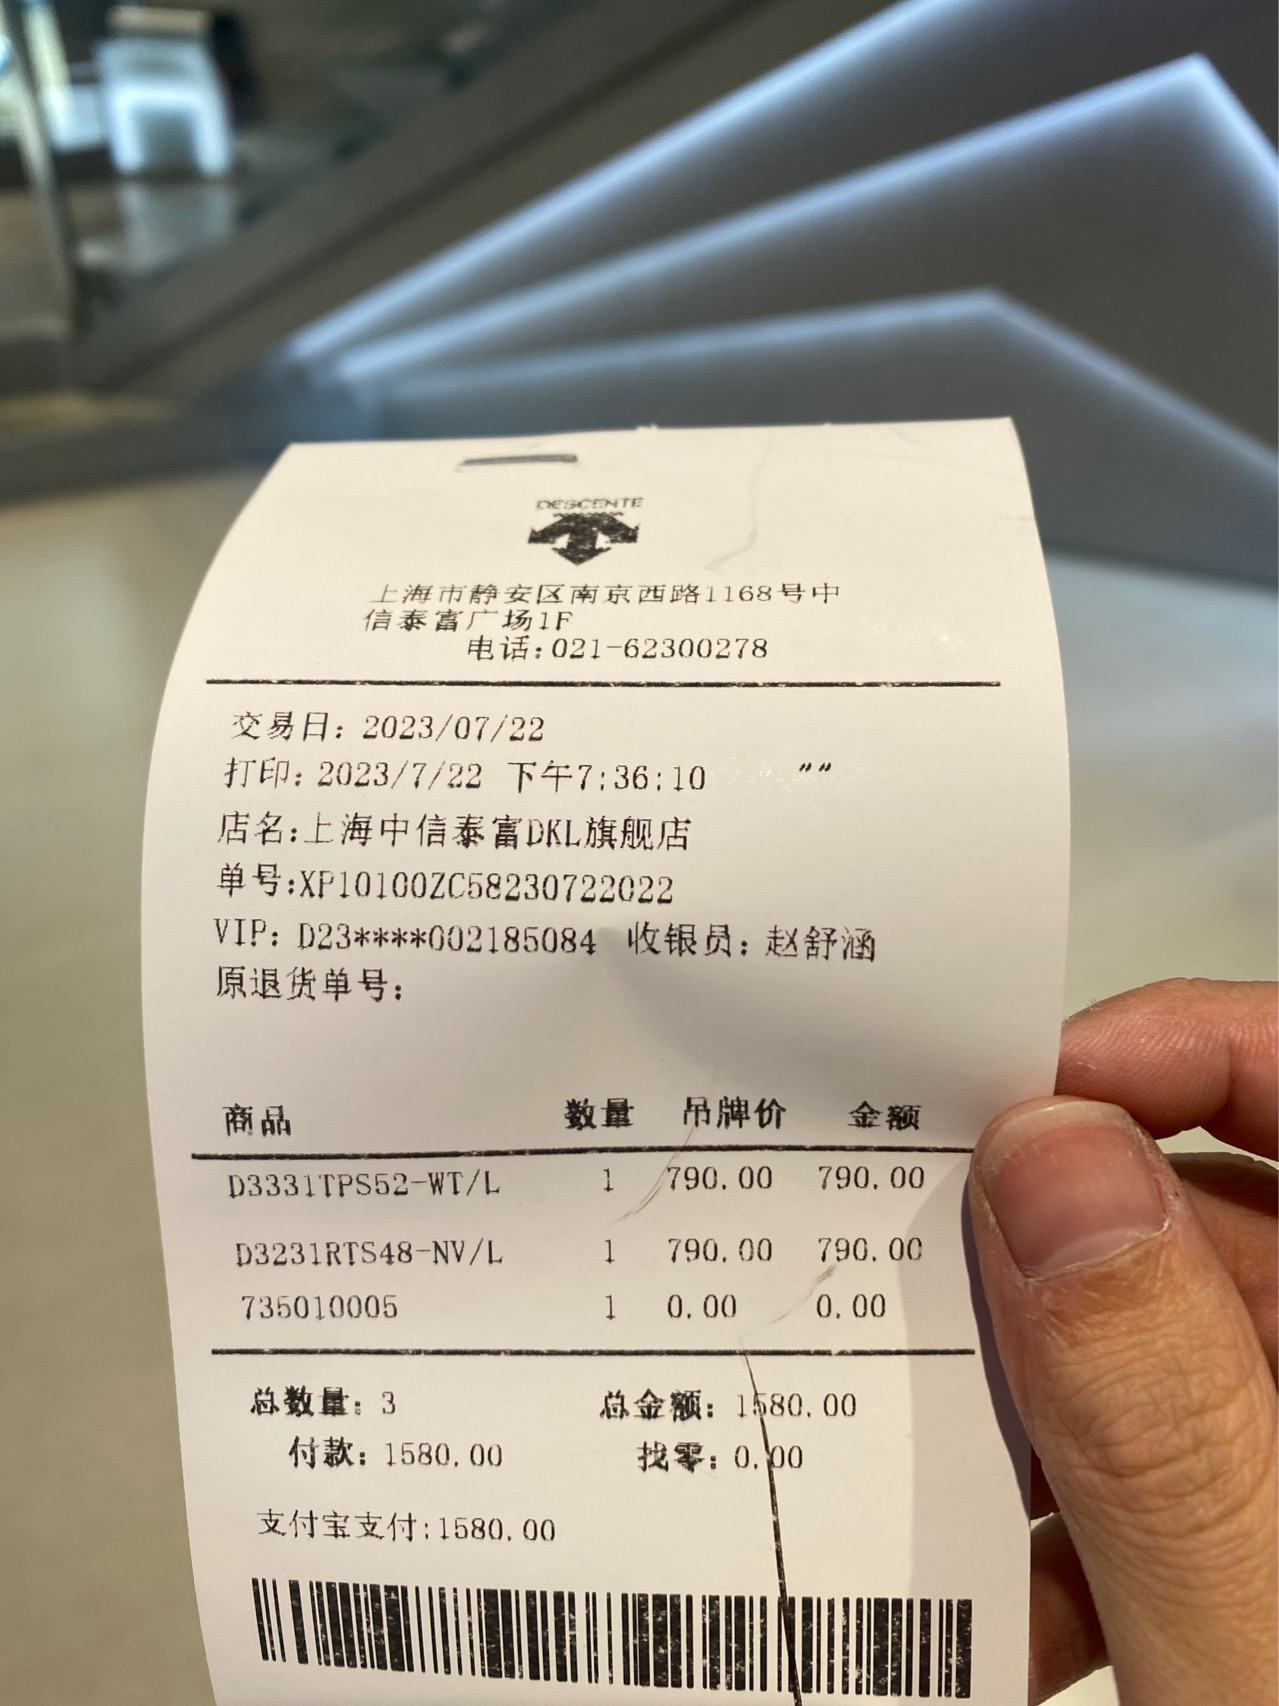 DESCENTE
上海市静安区南京西路1168号中
信泰富广场1F
电话:021-62300278
交易日: 2023/07/22
打印: 2023/7/22 下午7:36:10 ””
店名:上海中信泰富DKL旗舰店
单号:XP10100ZC58230722022
VIP: D23****002185084 收银员: 赵舒涵
原退货单号:
商品 数量 吊牌价 金额
D3331TPS52-WT/L 1 790.00 790.00
D3231RTS48-NV/L 1 790.00 790.00
735010005 1 0.00 0.00
总数量: 3 总金额: 1580.00
付款: 1580.00 找零: 0.00
支付宝支付:1580.00